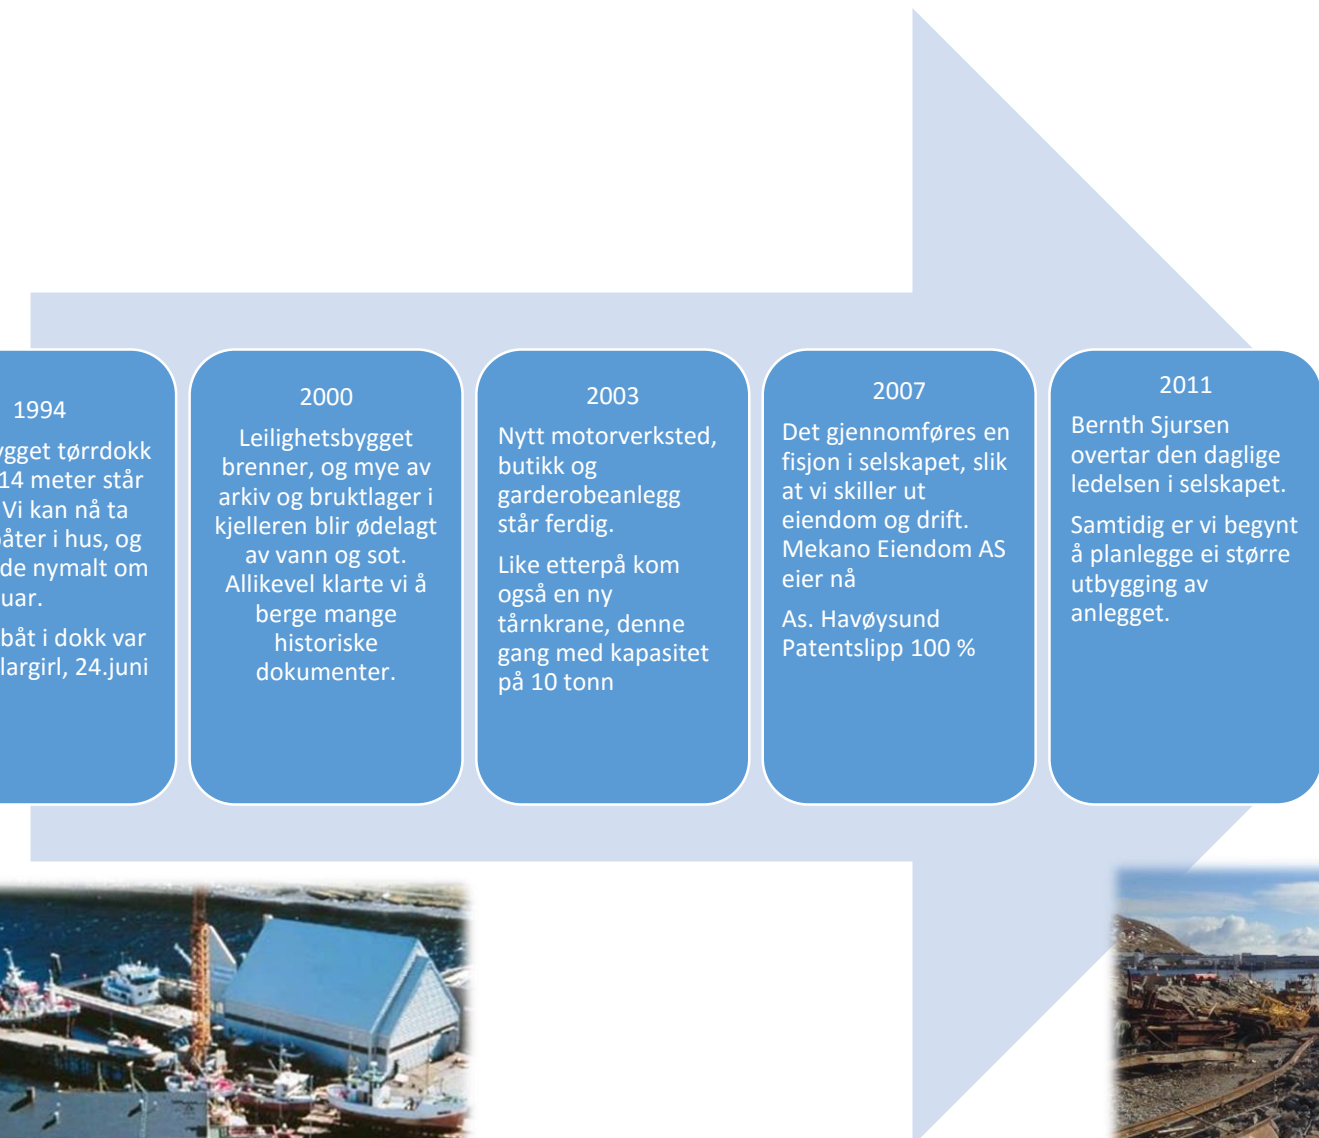 1994
ygget tørrdokk
14 meter står
Vi kan nå ta
åter i hus, og
de nymalt om
uar.
båt i dokk var
largirl, 24.juni
2000
Leilighetsbygget
brenner, og mye av
arkiv og bruktlager i
kjelleren blir ødelagt
av vann og sot.
Allikevel klarte vi å
berge mange
historiske
dokumenter.
2003
Nytt motorverksted,
butikk og
garderobeanlegg
står ferdig.
Like etterpå kom
også en ny
tårnkrane, denne
gang med kapasitet
på 10 tonn
2007
Det gjennomføres en
fisjon i selskapet, slik
at vi skiller ut
eiendom og drift.
Mekano Eiendom AS
eier nå
As. Havøysund
Patentslipp 100 %
2011
Bernth Sjursen
overtar den daglige
ledelsen i selskapet.
Samtidig er vi begynt
å planlegge ei større
utbygging av
anlegget.